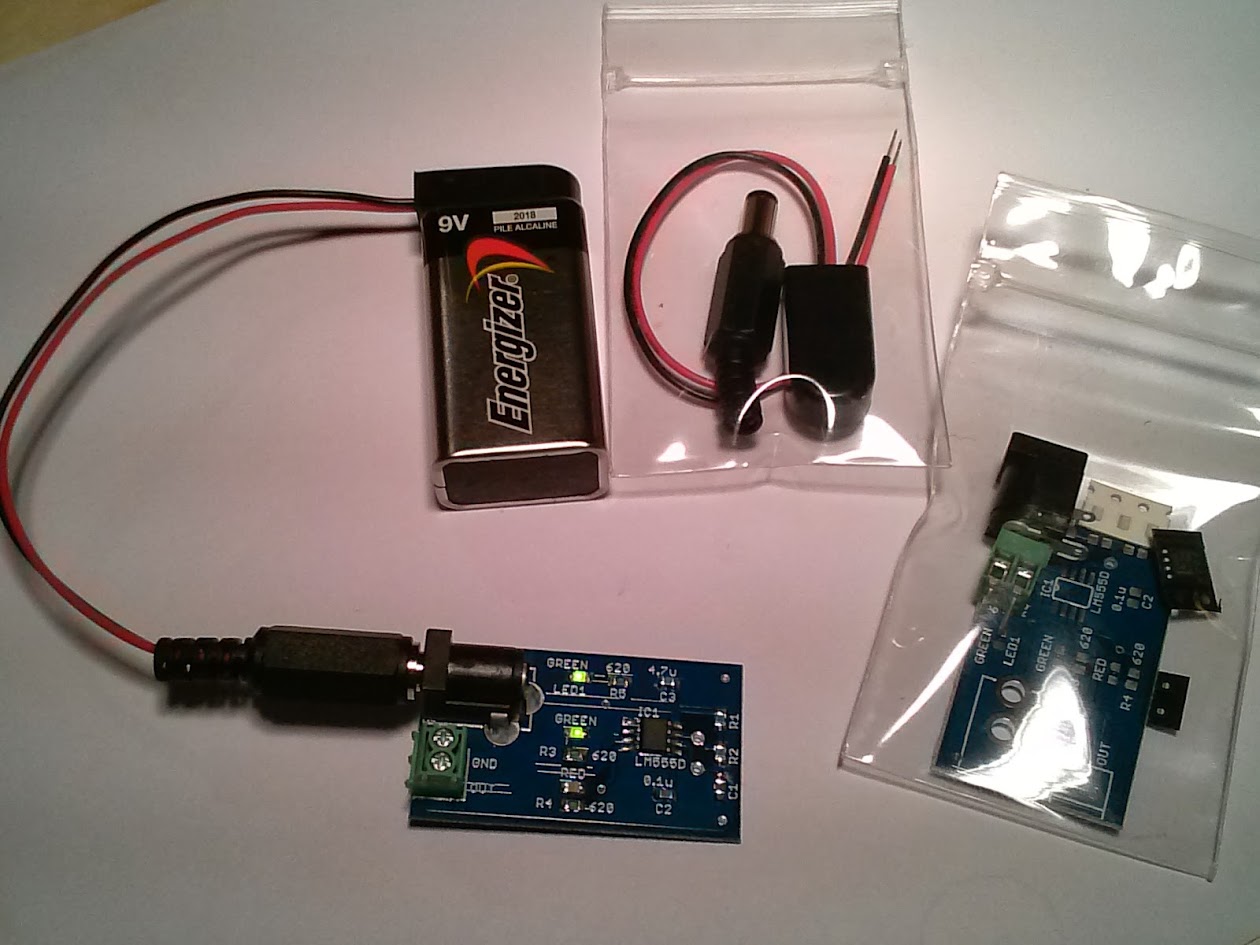 9V
2018
PILE ALCALINE
Energizer
GREEN
620
4.7u
LED1
R5
C3
GREEN
IC1
R1
R3
620
LM555D
R2
GND
RED
0.1u
C1
OUT
R4
620
C2
IC1
LM555D
0.1u
C2
GREEN
LED1
GREEN
620
RED
620
R4
OUT